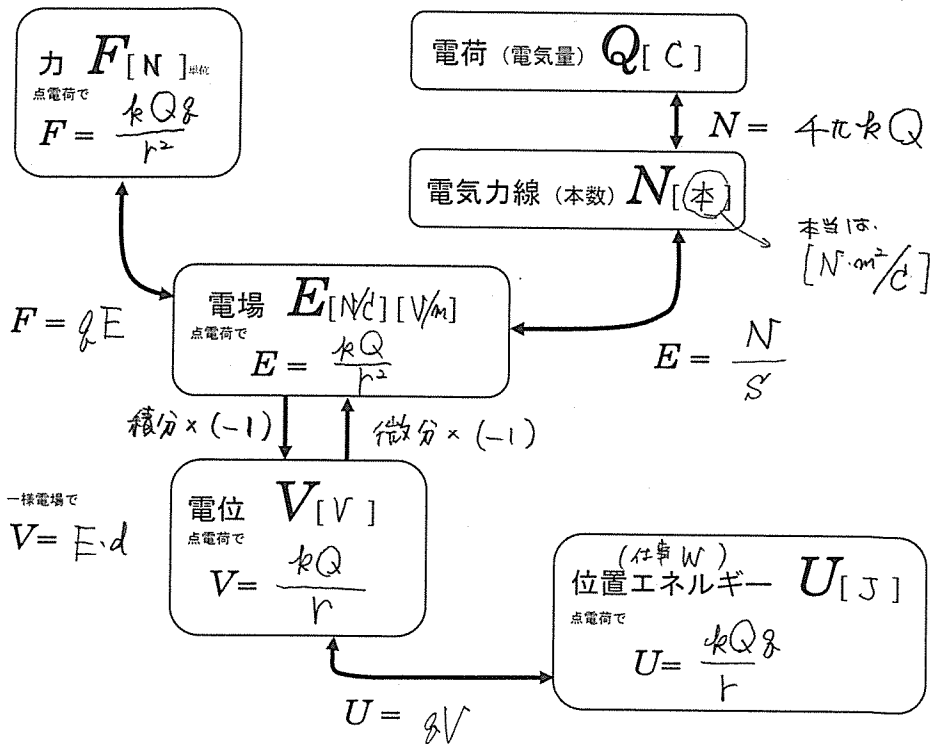 力 F[N]単位
点電荷で
F = kQq/r²
電荷（電気量） Q[C]
N = 4πkQ
電気力線（本数） N[本]
本当は、
[N·m²/C]
F = qE
電場 E[N/C][V/m]
点電荷で
E = kQ/r²
E = N/S
積分×(-1)
微分×(-1)
一様電場で
V= E·d
電位 V[V]
点電荷で
V= kQ/r
(仕事W)
位置エネルギー U[J]
点電荷で
U= kQq/r
U = qV